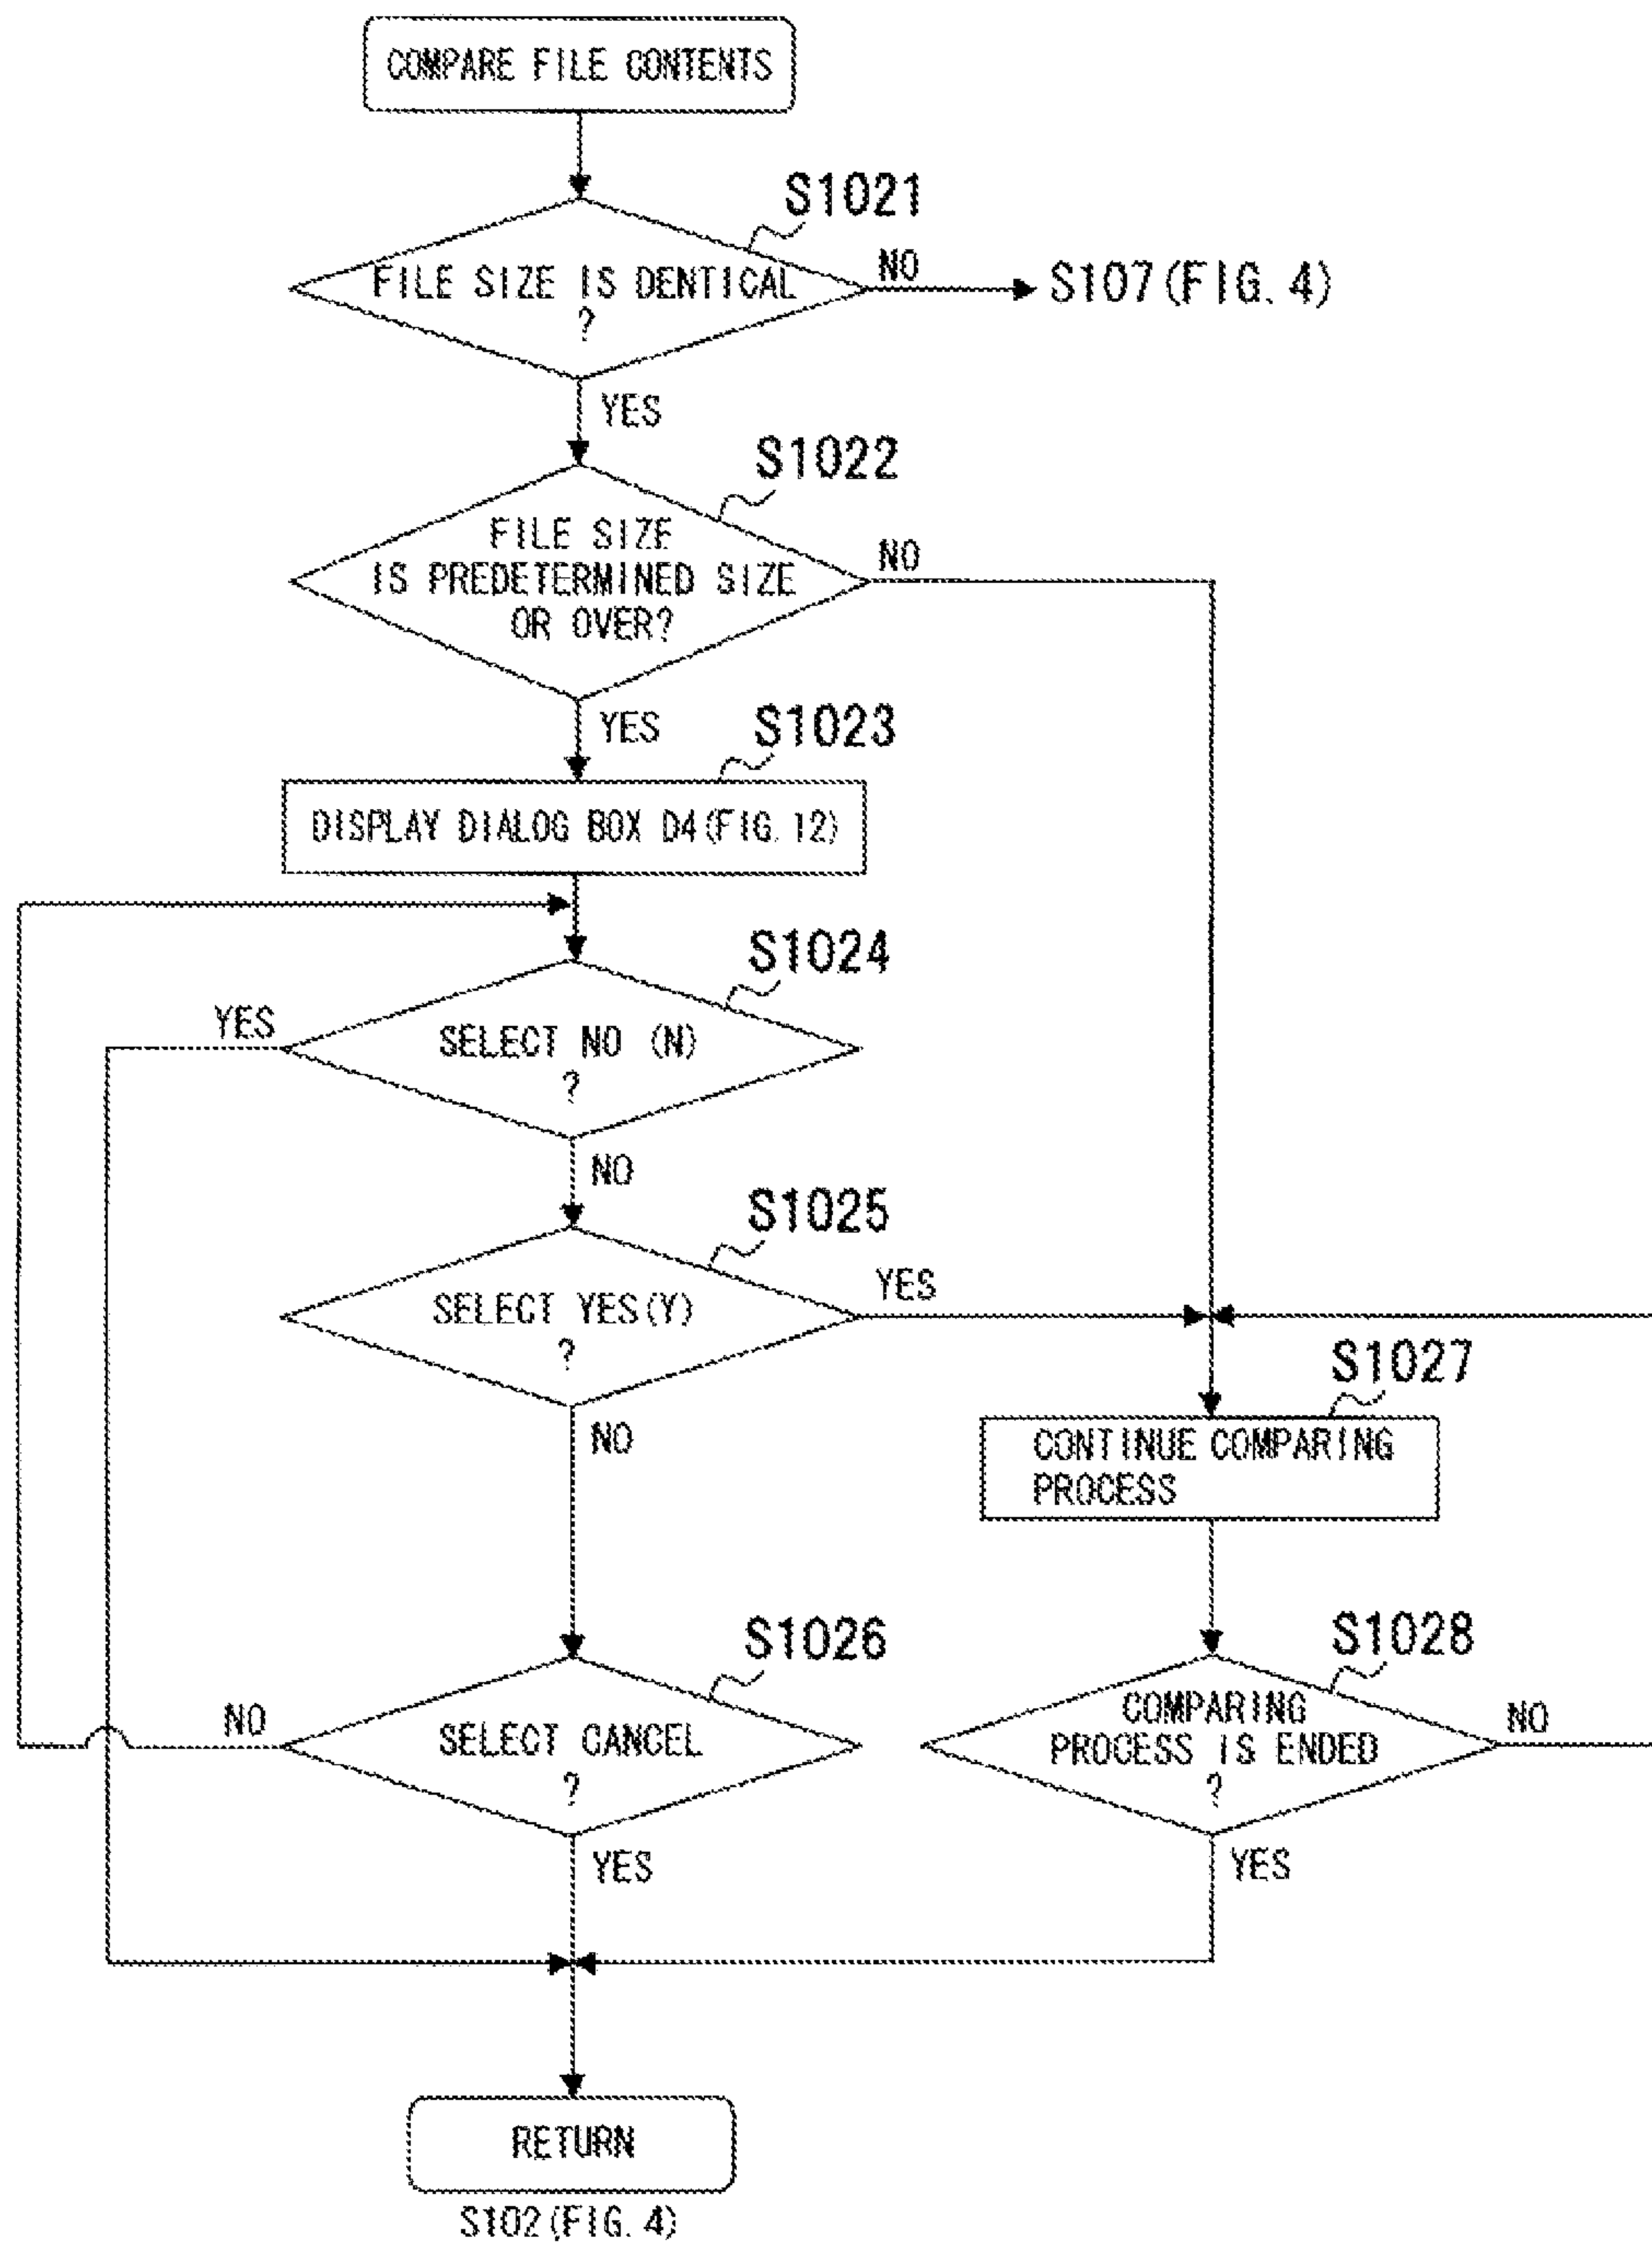 COMPARE FILE CONTENTS
S1021
FILE SIZE IS DENTICAL
?
NO
S107(FIG. 4)
YES
S1022
FILE SIZE
IS PREDETERMINED SIZE
OR OVER?
NO
YES
S1023
DISPLAY DIALOG BOX D4(FIG. 12)
S1024
YES
SELECT NO (N)
?
NO
S1025
SELECT YES(Y)
?
YES
NO
S1027
CONTINUE COMPARING
PROCESS
S1026
NO
SELECT CANCEL
?
YES
S1028
COMPARING
PROCESS IS ENDED
?
NO
YES
RETURN
S102(FIG. 4)